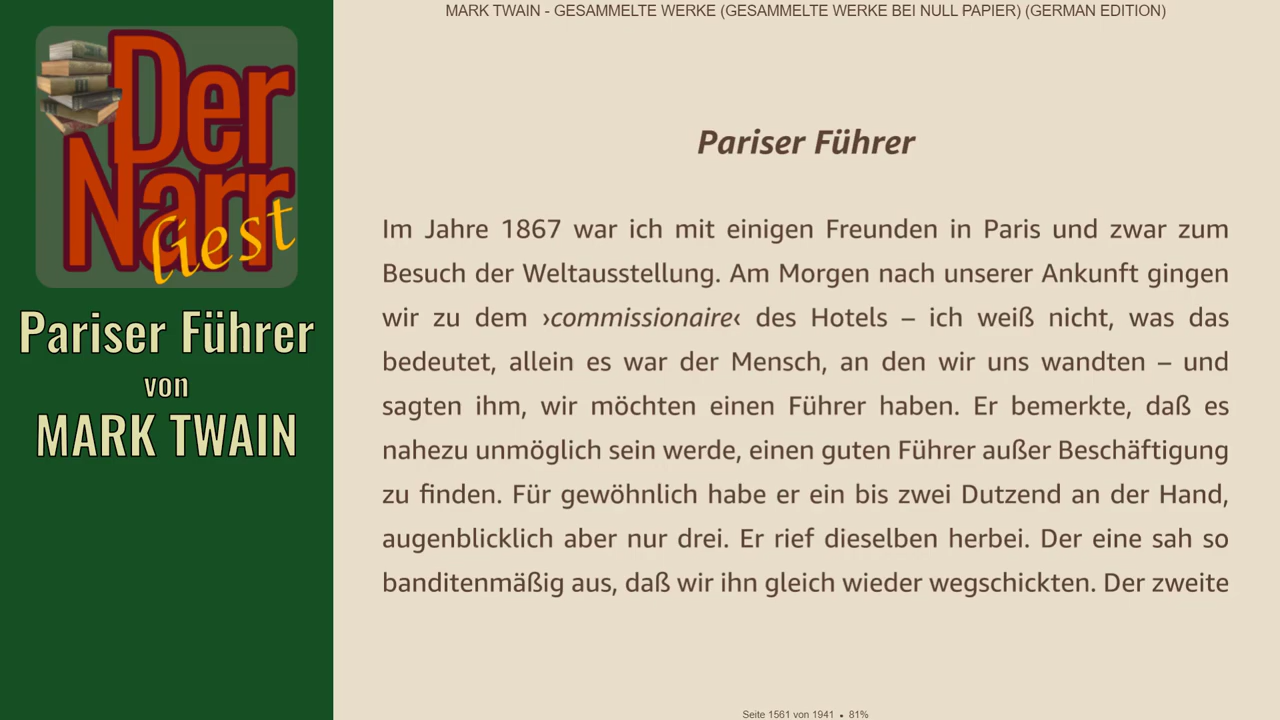 MARK TWAIN - GESAMMELTE WERKE (GESAMMELTE WERKE BEI NULL PAPIER) (GERMAN EDITION)
Der
Narr
liest
Pariser Führer
von
MARK TWAIN
Pariser Führer
Im Jahre 1867 war ich mit einigen Freunden in Paris und zwar zum
Besuch der Weltausstellung. Am Morgen nach unserer Ankunft gingen
wir zu dem ›commissionaire‹ des Hotels – ich weiß nicht, was das
bedeutet, allein es war der Mensch, an den wir uns wandten – und
sagten ihm, wir möchten einen Führer haben. Er bemerkte, daß es
nahezu unmöglich sein werde, einen guten Führer außer Beschäftigung
zu finden. Für gewöhnlich habe er ein bis zwei Dutzend an der Hand,
augenblicklich aber nur drei. Er rief dieselben herbei. Der eine sah so
banditenmäßig aus, daß wir ihn gleich wieder wegschickten. Der zweite
Seite 1561 von 1941 • 81%